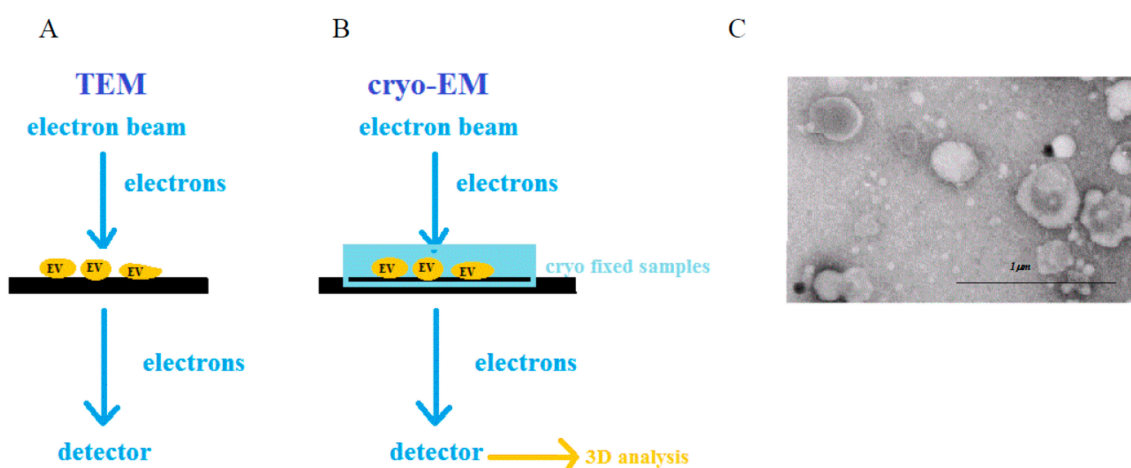 A
B
C
TEM
cryo-EM
electron beam
electron beam
electrons
electrons
EV
EV
EV
EV
EV
EV
cryo fixed samples
1 µm
electrons
electrons
detector
detector
3D analysis